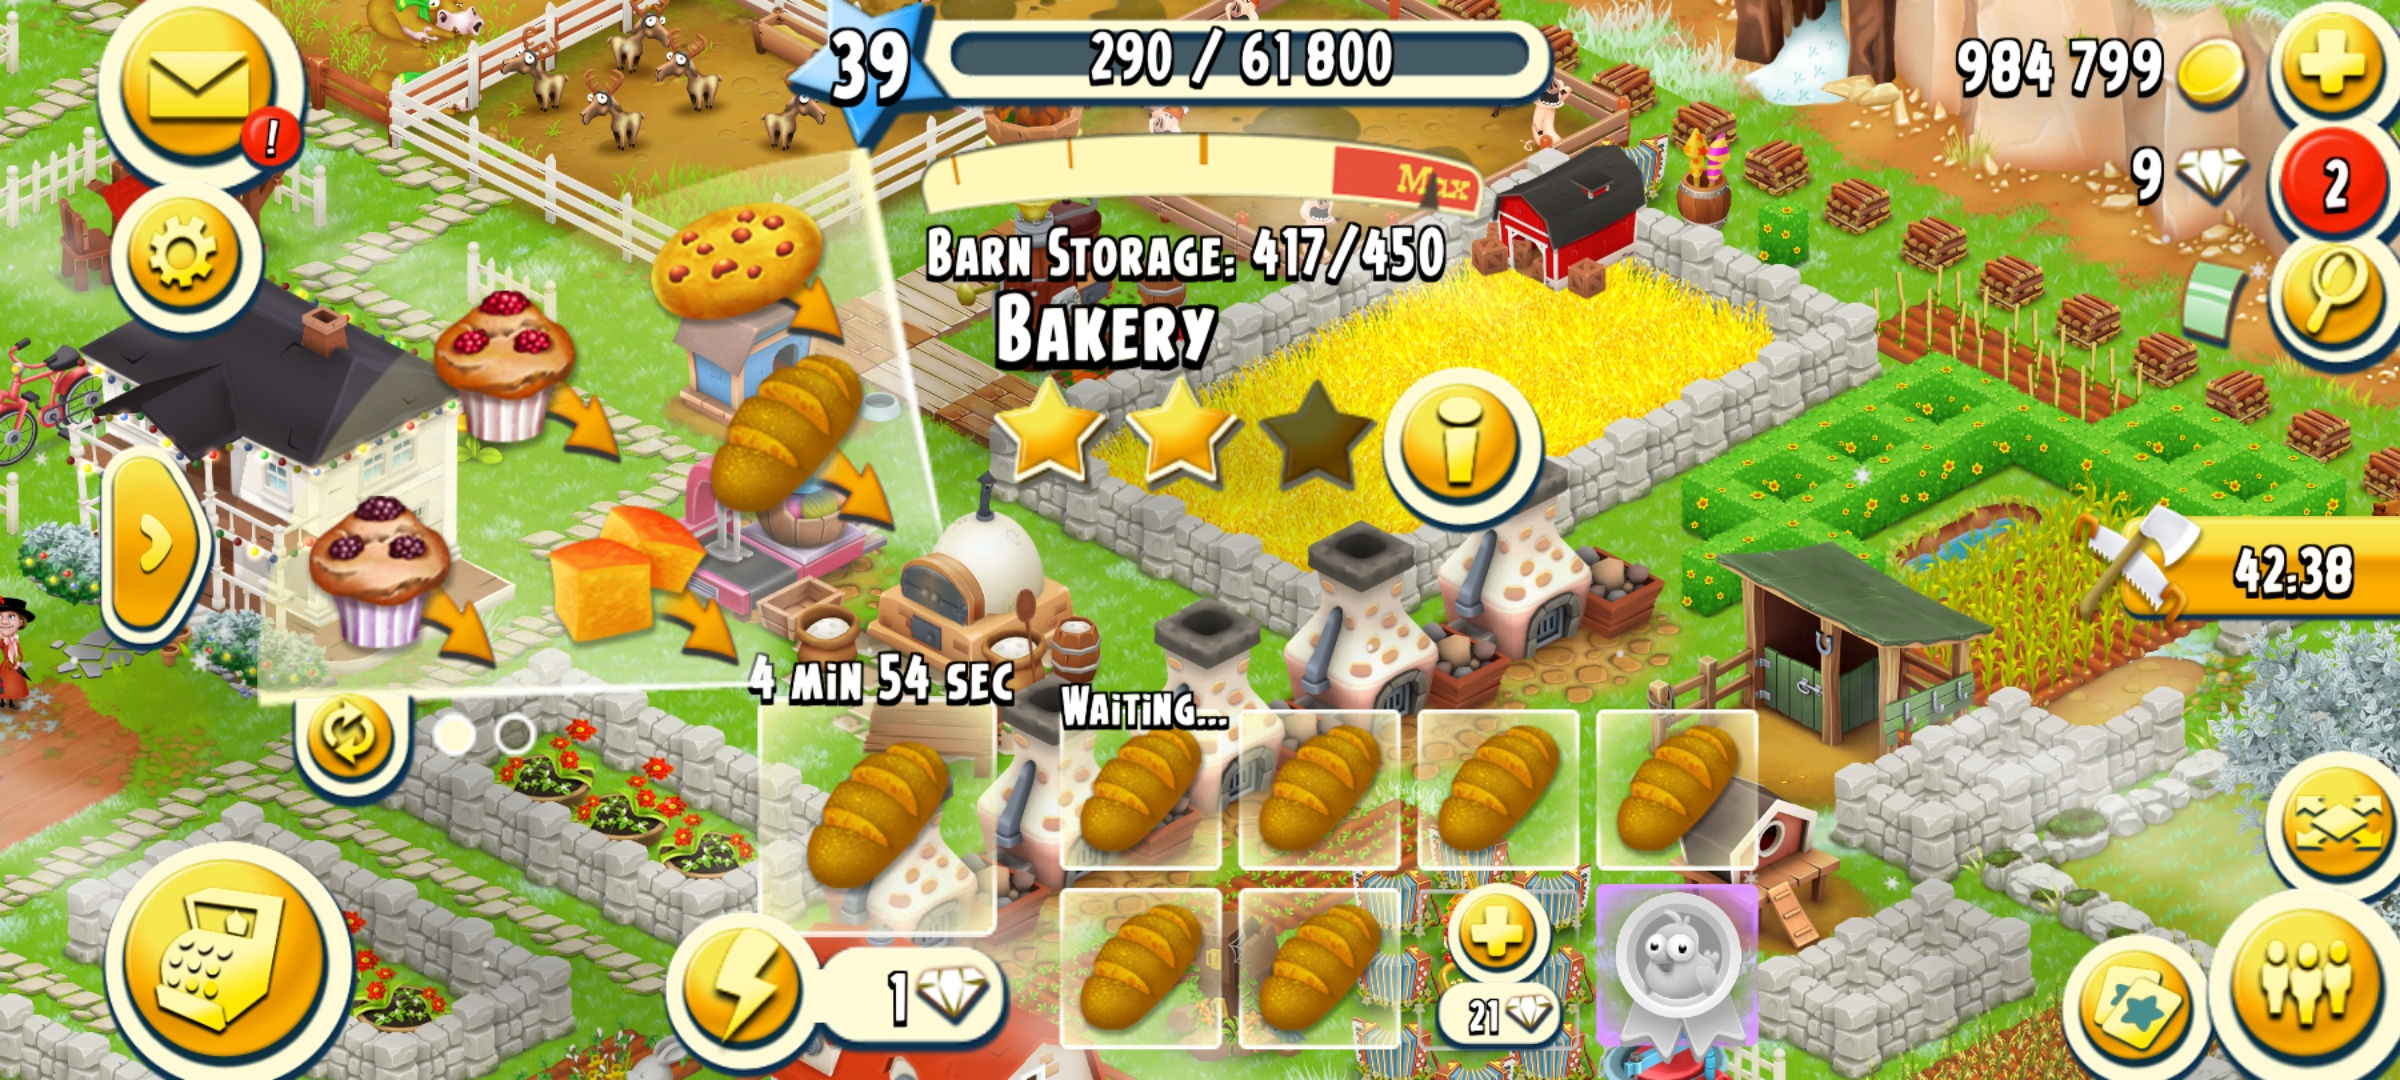 39
290 / 61 800
984 799
!
Max
9
2
BARN STORAGE: 417/450
BAKERY
42:38
4 MIN 54 SEC
WAITING...
1
21